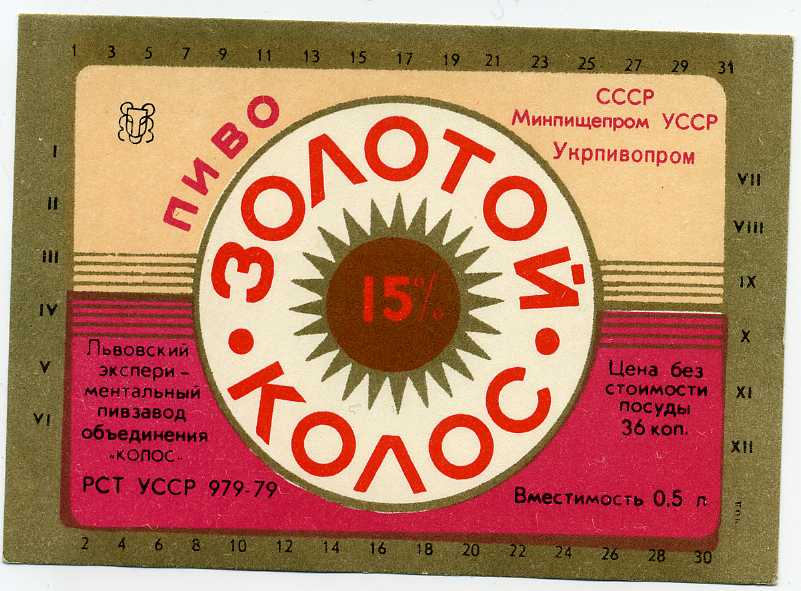 1 3 5 7 9 11 13 15 17 19 21 23 25 27 29 31
ПИВО
ЗОЛОТОЙ
15%
КОЛОС
СССР
Минпищепром УССР
Укрпивопром
I
II
III
IV
V
VI
VII
VIII
IX
X
XI
XII
Львовский
экспери-
ментальный
пивзавод
объединения
„КОЛОС"
РСТ УССР 979-79
Цена без
стоимости
посуды
36 коп.
Вместимость 0,5 л
2 4 6 7 8 10 12 14 16 18 20 22 24 26 28 30